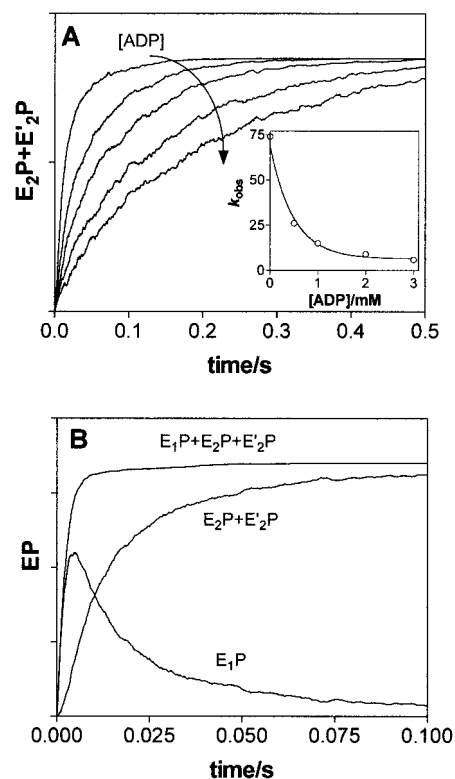 A
[ADP]
E₂P+E'₂P
75
50
25
0
k_obs
0 1 2 3
[ADP]/mM
0.0 0.1 0.2 0.3 0.4 0.5
time/s
B
E₁P+E₂P+E'₂P
E₂P+E'₂P
E₁P
EP
0.000 0.025 0.050 0.075 0.100
time/s